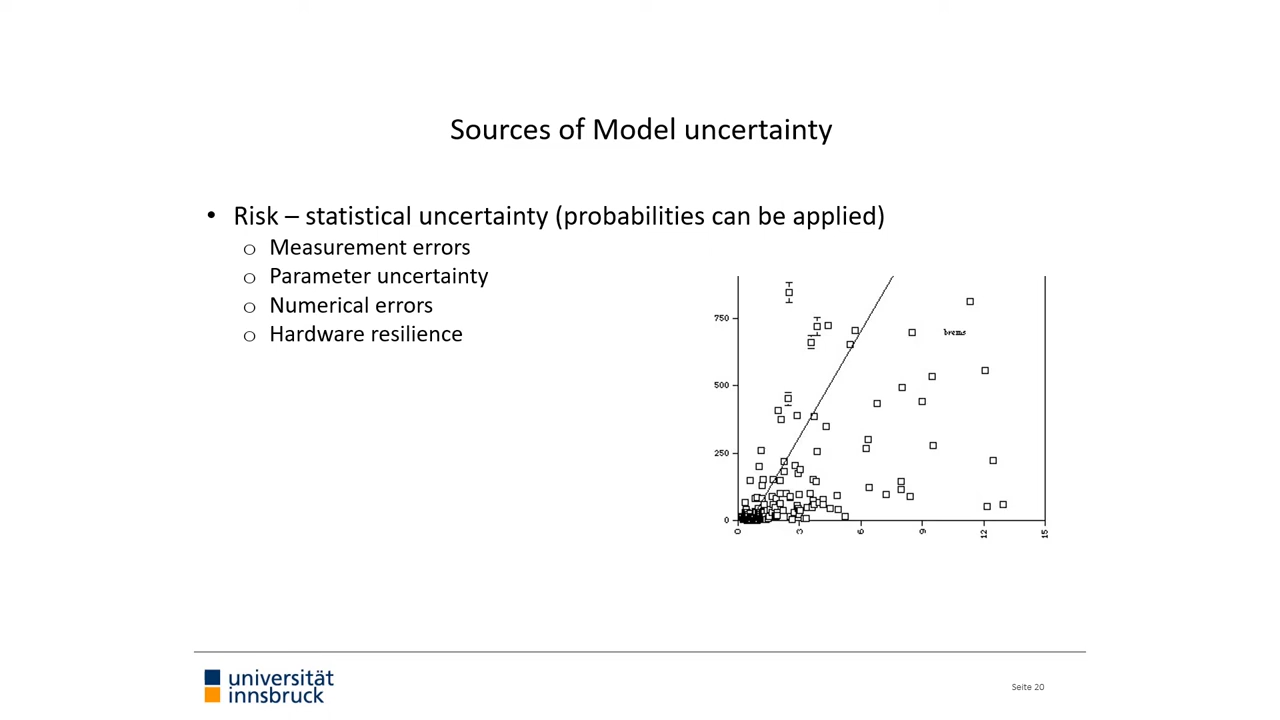 Sources of Model uncertainty
• Risk – statistical uncertainty (probabilities can be applied)
o Measurement errors
o Parameter uncertainty
o Numerical errors
o Hardware resilience
750
500
250
0
0 3 6 9 12 15
brems
universität
innsbruck
Seite 20